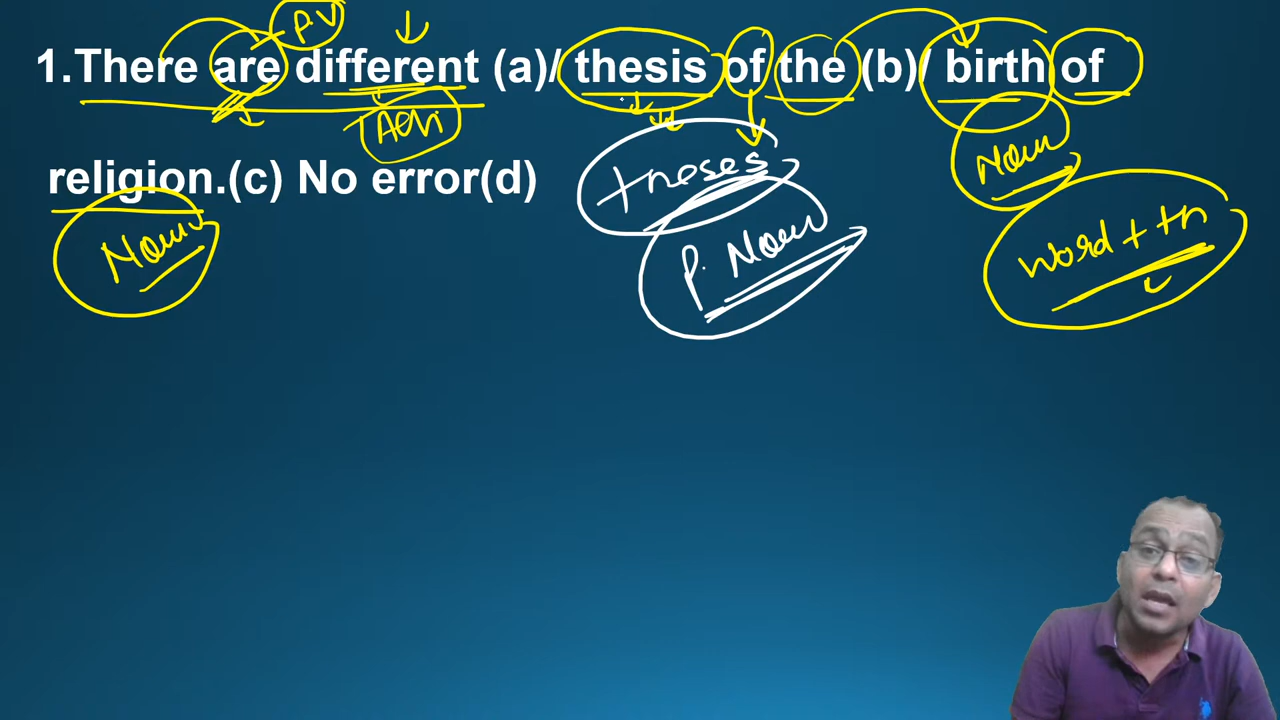 P.V
1.There are different (a)/ thesis of the (b)/ birth of
Adj
religion.(c) No error(d)
theses
Noun
Noun
P. Noun
word + th